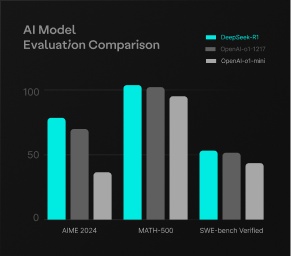 AI Model
Evaluation Comparison
DeepSeek-R1
OpenAI-o1-1217
OpenAI-o1-mini
100
50
0
AIME 2024
MATH-500
SWE-bench Verified